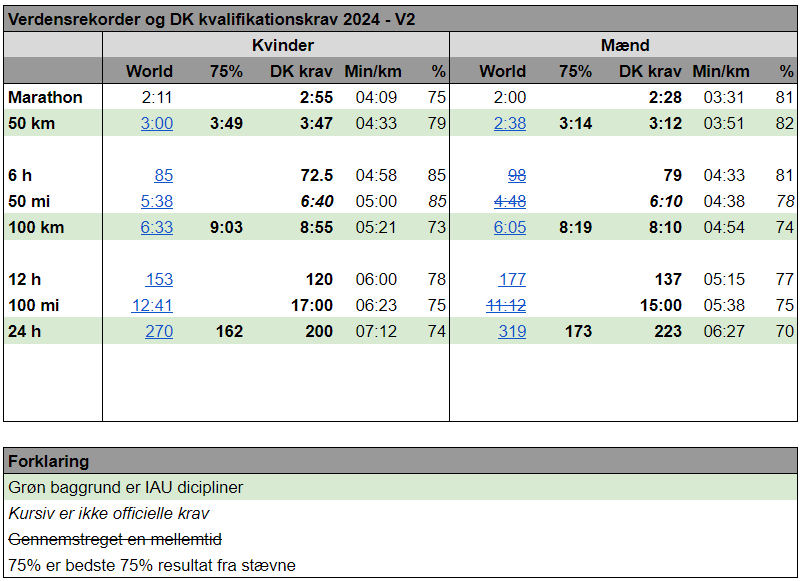 Verdensrekorder og DK kvalifikationskrav 2024 - V2
Kvinder Mænd
World 75% DK krav Min/km % World 75% DK krav Min/km %
Marathon 2:11 2:55 04:09 75 2:00 2:28 03:31 81
50 km 3:00 3:49 3:47 04:33 79 2:38 3:14 3:12 03:51 82
6 h 85 72.5 04:58 85 98 79 04:33 81
50 mi 5:38 6:40 05:00 85 4:48 6:10 04:38 78
100 km 6:33 9:03 8:55 05:21 73 6:05 8:19 8:10 04:54 74
12 h 153 120 06:00 78 177 137 05:15 77
100 mi 12:41 17:00 06:23 75 11:12 15:00 05:38 75
24 h 270 162 200 07:12 74 319 173 223 06:27 70
Forklaring
Grøn baggrund er IAU dicipliner
Kursiv er ikke officielle krav
Gennemstreget en mellemtid
75% er bedste 75% resultat fra stævne